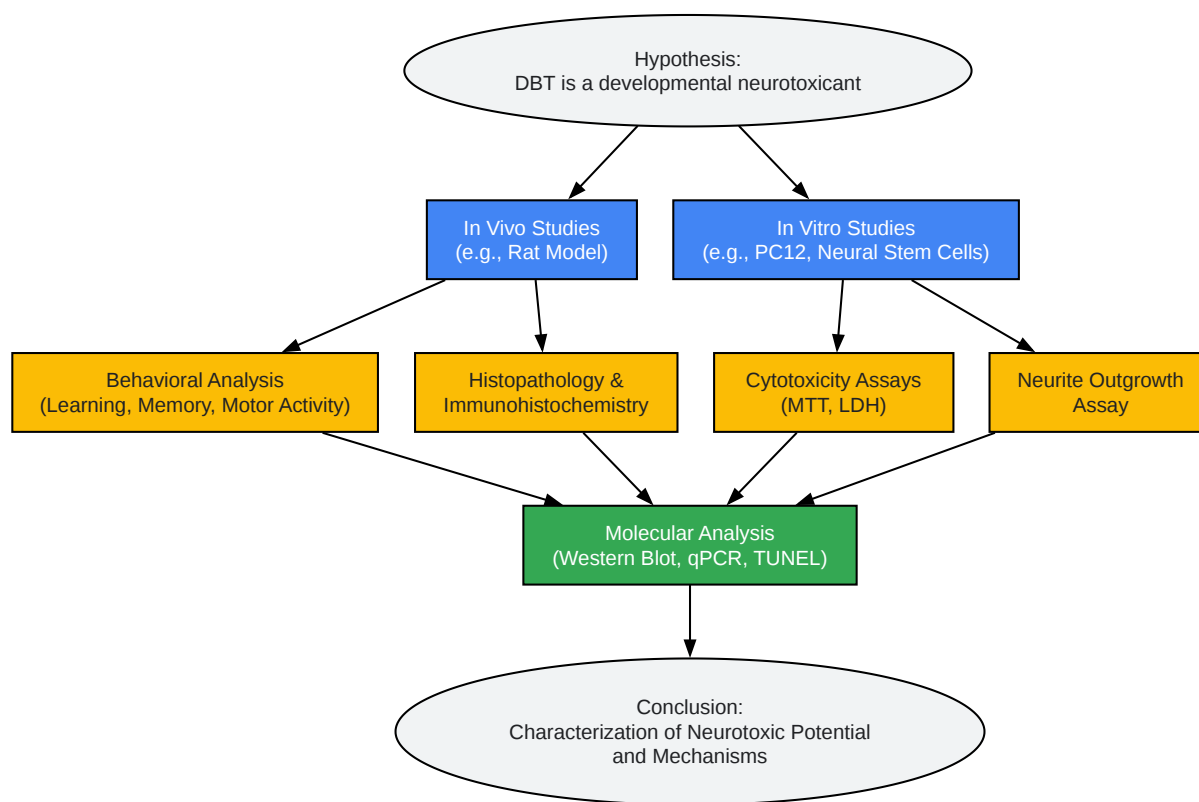 Hypothesis:
DBT is a developmental neurotoxicant
In Vivo Studies
(e.g., Rat Model)
In Vitro Studies
(e.g., PC12, Neural Stem Cells)
Behavioral Analysis
(Learning, Memory, Motor Activity)
Histopathology &
Immunohistochemistry
Cytotoxicity Assays
(MTT, LDH)
Neurite Outgrowth
Assay
Molecular Analysis
(Western Blot, qPCR, TUNEL)
Conclusion:
Characterization of Neurotoxic Potential
and Mechanisms